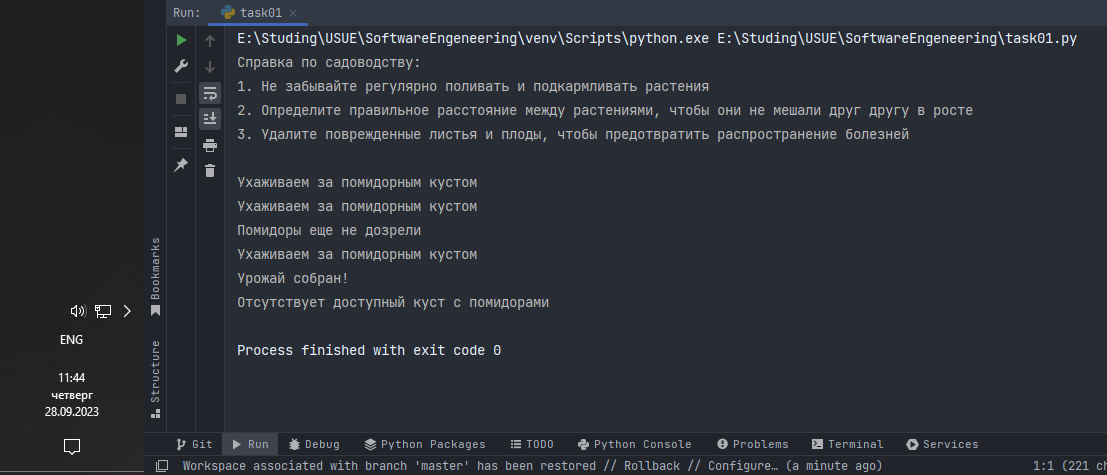 Run: task01
E:\Studing\USUE\SoftwareEngeneering\venv\Scripts\python.exe E:\Studing\USUE\SoftwareEngeneering\task01.py
Справка по садоводству:
1. Не забывайте регулярно поливать и подкармливать растения
2. Определите правильное расстояние между растениями, чтобы они не мешали друг другу в росте
3. Удалите поврежденные листья и плоды, чтобы предотвратить распространение болезней
Ухаживаем за помидорным кустом
Ухаживаем за помидорным кустом
Помидоры еще не дозрели
Ухаживаем за помидорным кустом
Урожай собран!
Отсутствует доступный куст с помидорами
Process finished with exit code 0
Bookmarks
Structure
ENG
11:44
четверг
28.09.2023
Git Run Debug Python Packages TODO Python Console Problems Terminal Services
Workspace associated with branch 'master' has been restored // Rollback // Configure… (a minute ago) 1:1 (221 ch